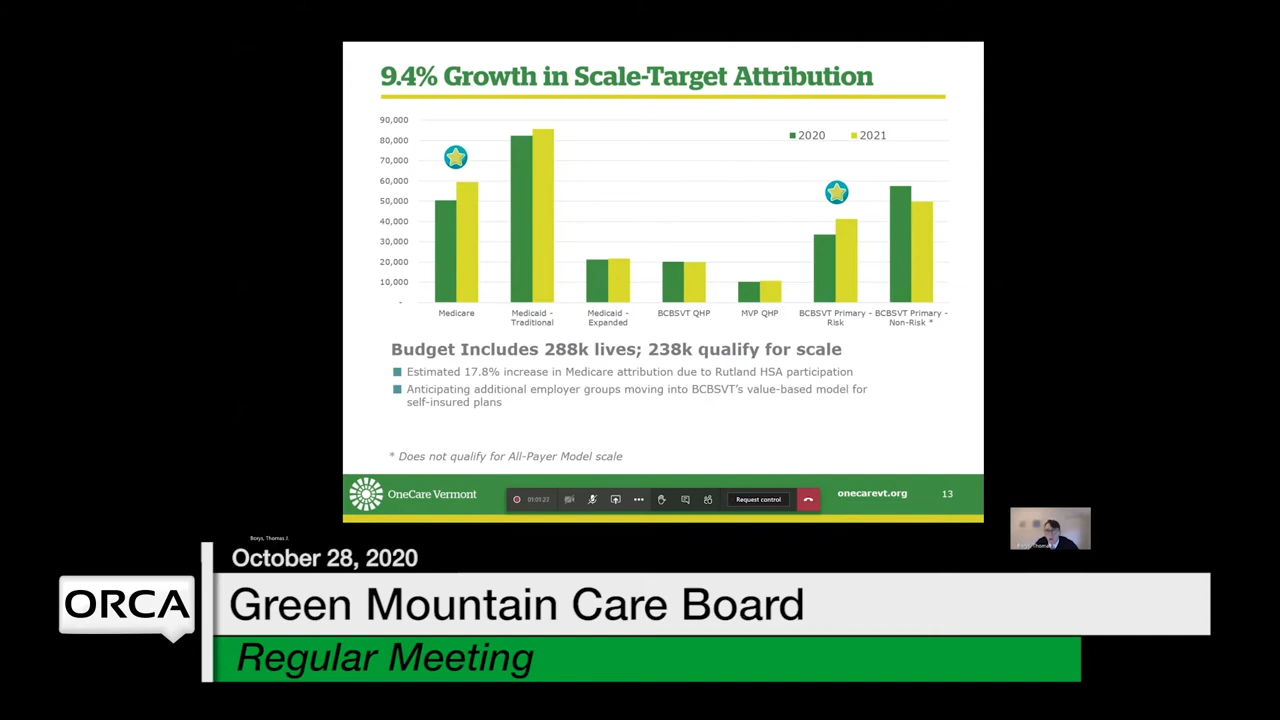 9.4% Growth in Scale-Target Attribution
90,000
80,000
70,000
60,000
50,000
40,000
30,000
20,000
10,000
-
2020
2021
Medicare
Medicaid -
Traditional
Medicaid -
Expanded
BCBSVT QHP
MVP QHP
BCBSVT Primary -
Risk
BCBSVT Primary -
Non-Risk *
Budget Includes 288k lives; 238k qualify for scale
Estimated 17.8% increase in Medicare attribution due to Rutland HSA participation
Anticipating additional employer groups moving into BCBSVT's value-based model for
self-insured plans
* Does not qualify for All-Payer Model scale
OneCare Vermont
01:01:27
Request control
onecarevt.org
13
Borys, Thomas J.
Borys, Thomas J.
October 28, 2020
ORCA
Green Mountain Care Board
Regular Meeting